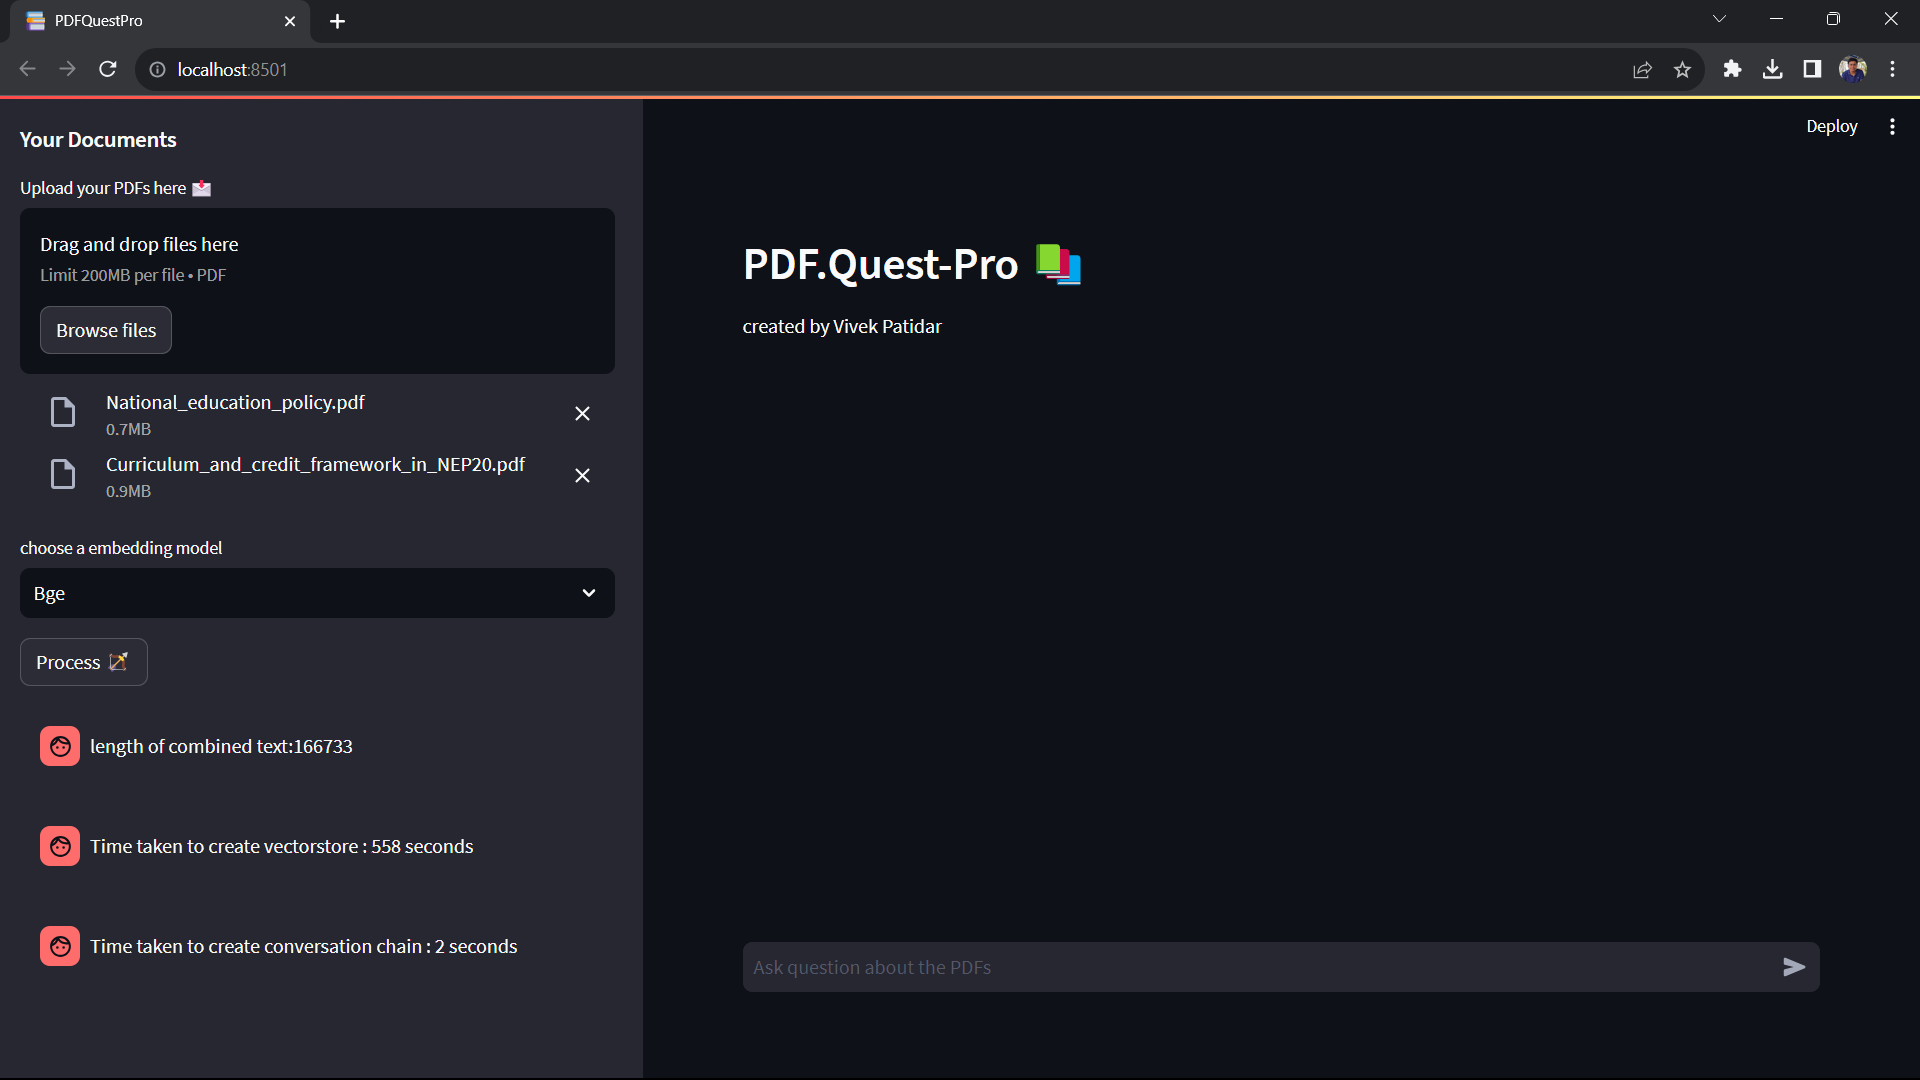 PDFQuestPro
localhost:8501
Deploy
Your Documents
Upload your PDFs here
Drag and drop files here
Limit 200MB per file • PDF
Browse files
National_education_policy.pdf
0.7MB
Curriculum_and_credit_framework_in_NEP20.pdf
0.9MB
choose a embedding model
Bge
Process
length of combined text:166733
Time taken to create vectorstore : 558 seconds
Time taken to create conversation chain : 2 seconds
PDF.Quest-Pro
created by Vivek Patidar
Ask question about the PDFs